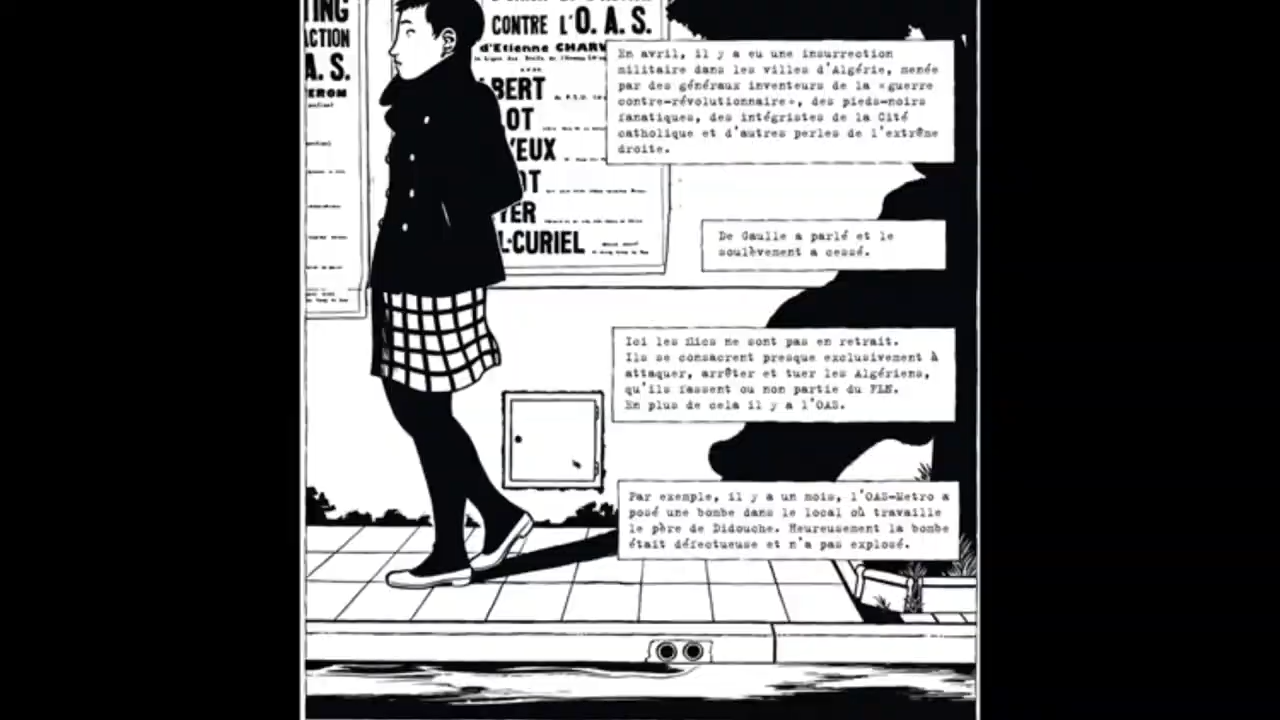 TING
ACTION
A. S.
CONTRE L'O. A. S.
d'Etienne CHARV
LBERT
OT
YEUX
OT
YER
L-CURIEL
En avril, il y a eu une insurrection
militaire dans les villes d'Algérie, menée
par des généraux inventeurs de la «guerre
contre-révolutionnaire», des pieds-noirs
fanatiques, des intégristes de la Cité
catholique et d'autres perles de l'extrême
droite.
De Gaulle a parlé et le
soulèvement a cessé.
Ici les flics ne sont pas en retrait.
Ils se consacrent presque exclusivement à
attaquer, arrêter et tuer les Algériens,
qu'ils fassent ou non partie du FLN.
En plus de cela il y a l'OAS.
Par exemple, il y a un mois, l'OAS-Metro a
posé une bombe dans le local où travaille
le père de Didouche. Heureusement la bombe
était défectueuse et n'a pas explosé.